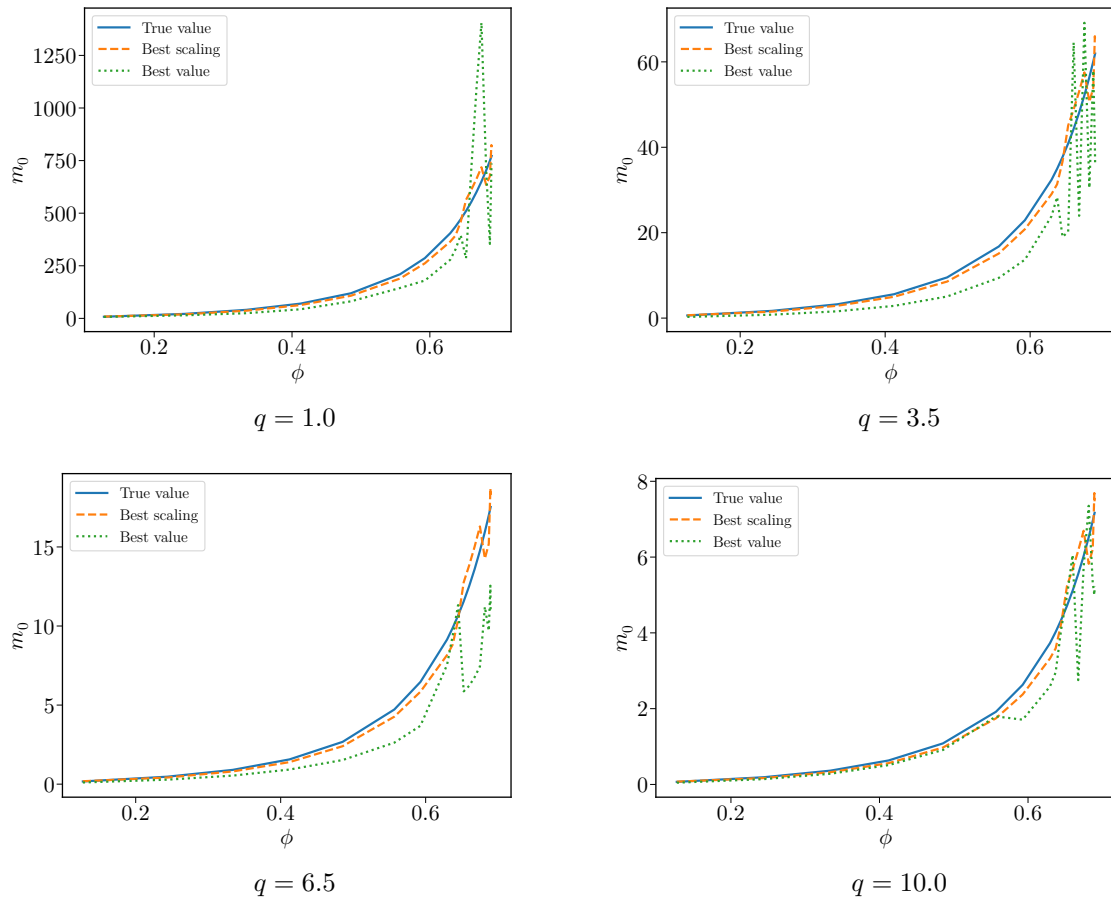 True value
Best scaling
Best value
1250
1000
750
500
250
0
m₀
0.2 0.4 0.6
ϕ
q = 1.0
True value
Best scaling
Best value
60
40
20
0
m₀
0.2 0.4 0.6
ϕ
q = 3.5
True value
Best scaling
Best value
15
10
5
0
m₀
0.2 0.4 0.6
ϕ
q = 6.5
True value
Best scaling
Best value
8
6
4
2
0
m₀
0.2 0.4 0.6
ϕ
q = 10.0